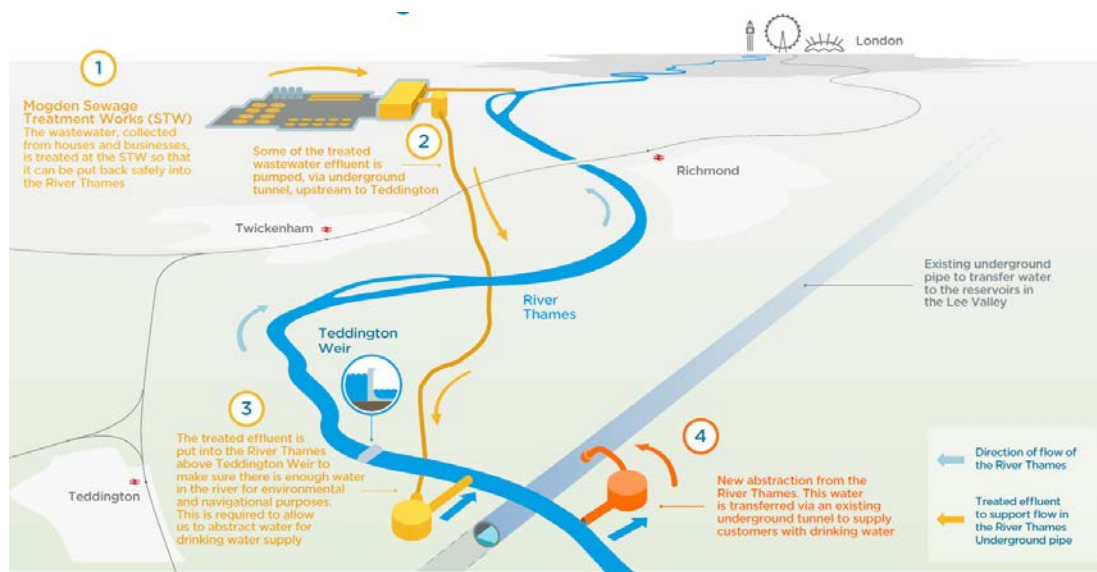 London
1
Mogden Sewage
Treatment Works (STW)
The wastewater, collected
from houses and businesses,
is treated at the STW so that
it can be put back safely into
the River Thames
2
Some of the treated
wastewater effluent is
pumped, via underground
tunnel, upstream to Teddington
Richmond
Twickenham
Existing underground
pipe to transfer water
to the reservoirs in
the Lee Valley
River
Thames
Teddington
Weir
3
The treated effluent is
put into the River Thames
above Teddington Weir to
make sure there is enough water
in the river for environmental
and navigational purposes.
This is required to allow
us to abstract water for
drinking water supply
4
New abstraction from the
River Thames. This water
is transferred via an existing
underground tunnel to supply
customers with drinking water
Teddington
Direction of flow of
the River Thames
Treated effluent
to support flow in
the River Thames
Underground pipe